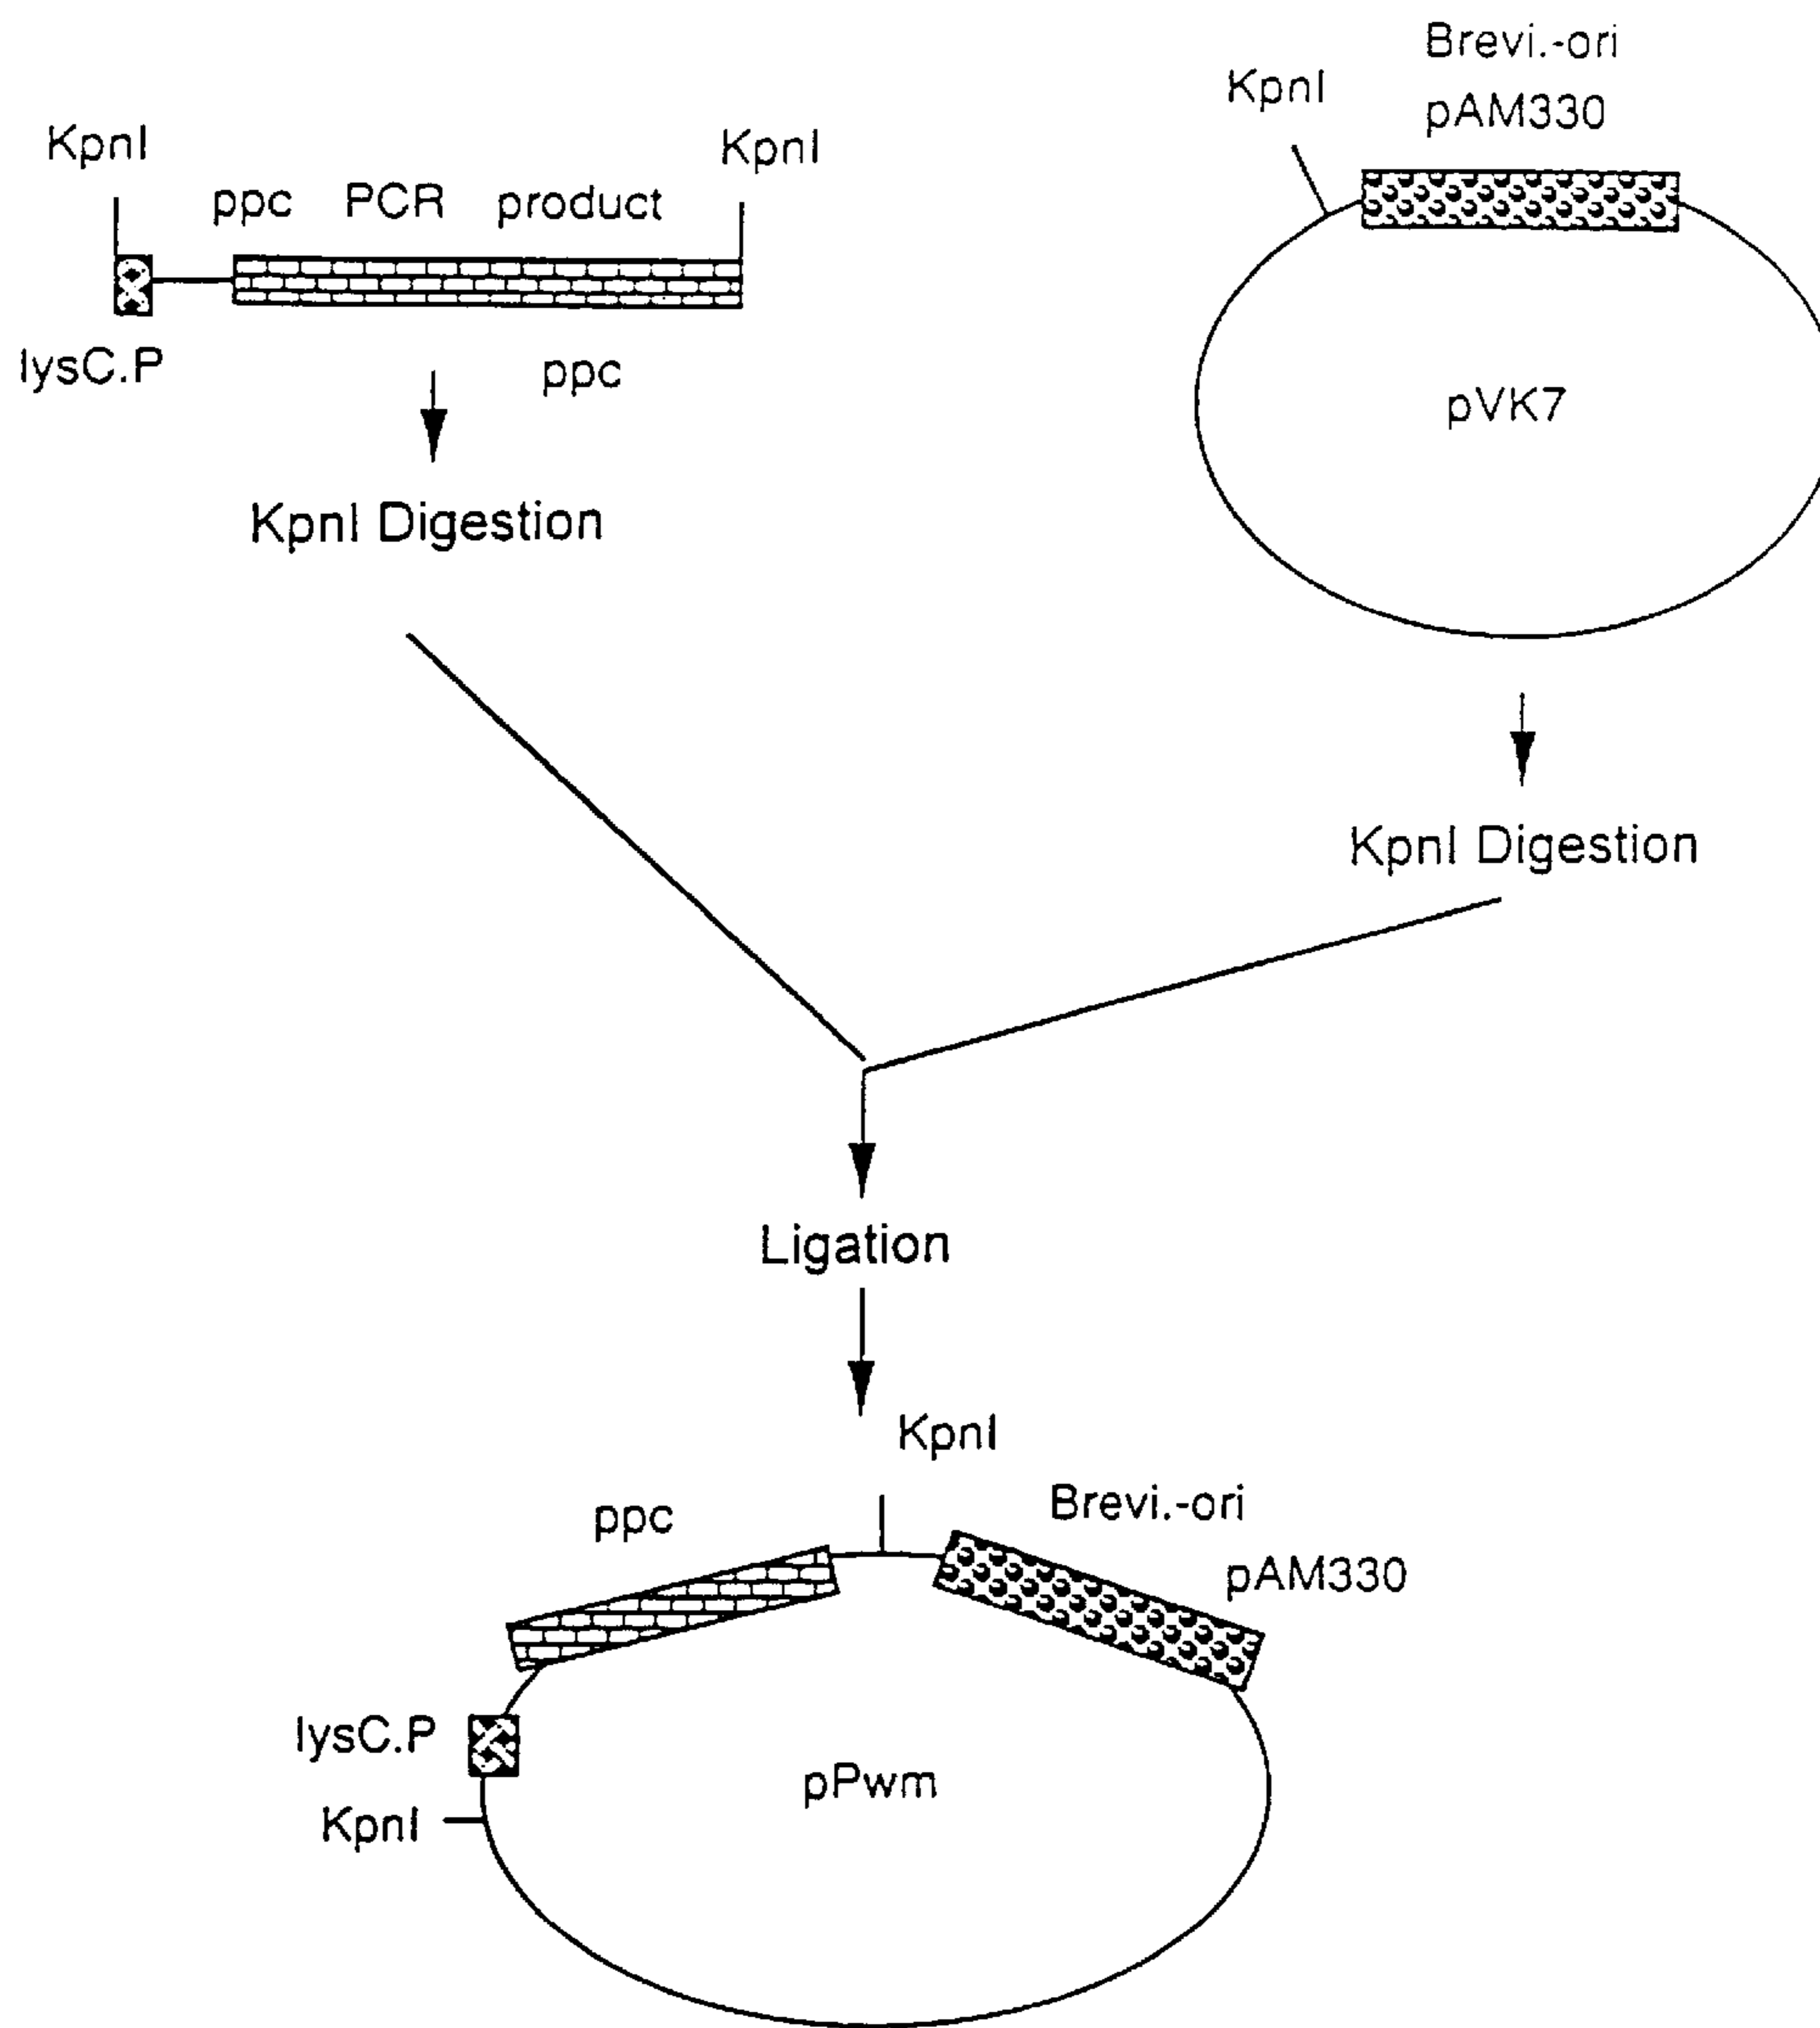 KpnI
KpnI
ppc PCR product
lysC.P
ppc
KpnI Digestion
Brevi.-ori
KpnI
pAM330
pVK7
KpnI Digestion
Ligation
KpnI
ppc
Brevi.-ori
pAM330
lysC.P
pPwm
KpnI